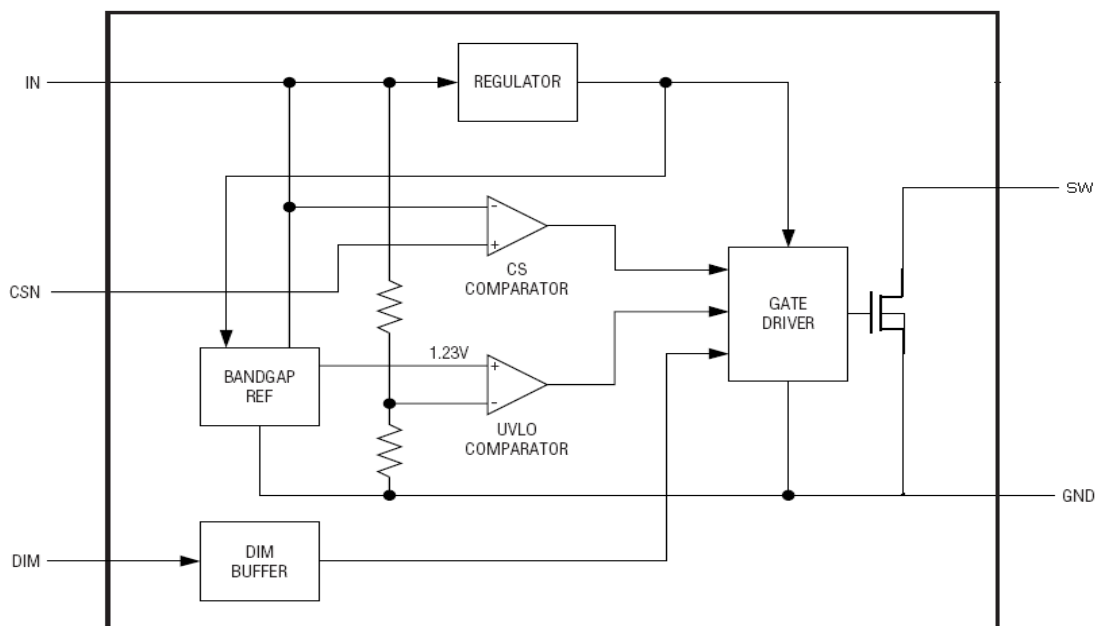 IN
REGULATOR
SW
-
+
CS
COMPARATOR
CSN
GATE
DRIVER
1.23V
BANDGAP
REF
+
-
UVLO
COMPARATOR
GND
DIM
DIM
BUFFER